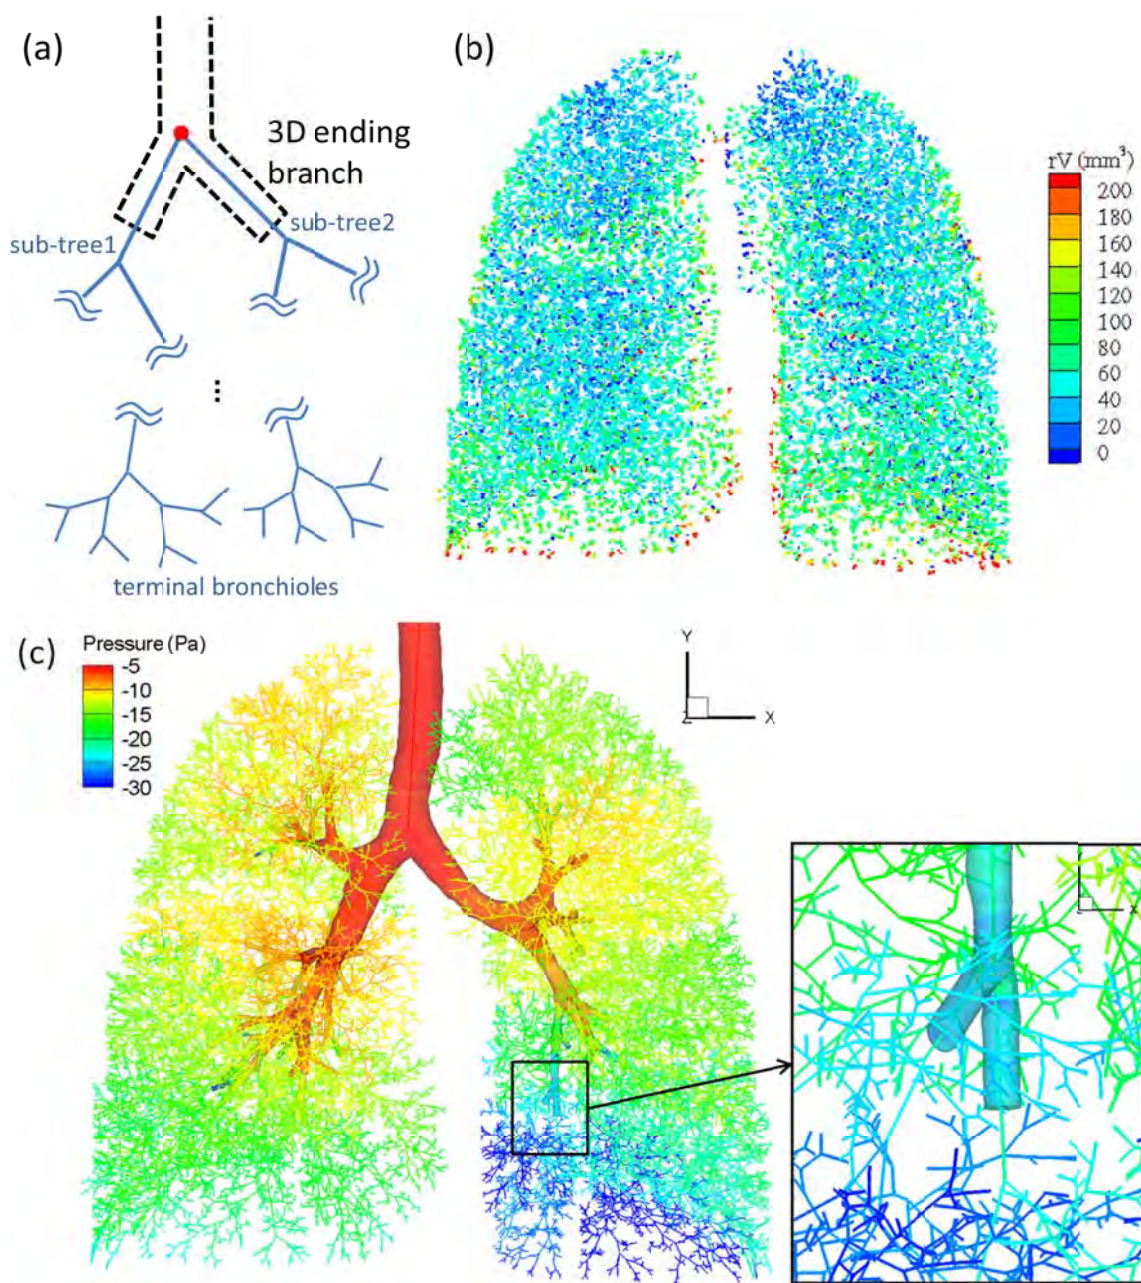 (a)
3D ending
branch
sub-tree1
sub-tree2
terminal bronchioles
(b)
rV (mm³)
200
180
160
140
120
100
80
60
40
20
0
(c)
Pressure (Pa)
-5
-10
-15
-20
-25
-30
Y
Z
X
X